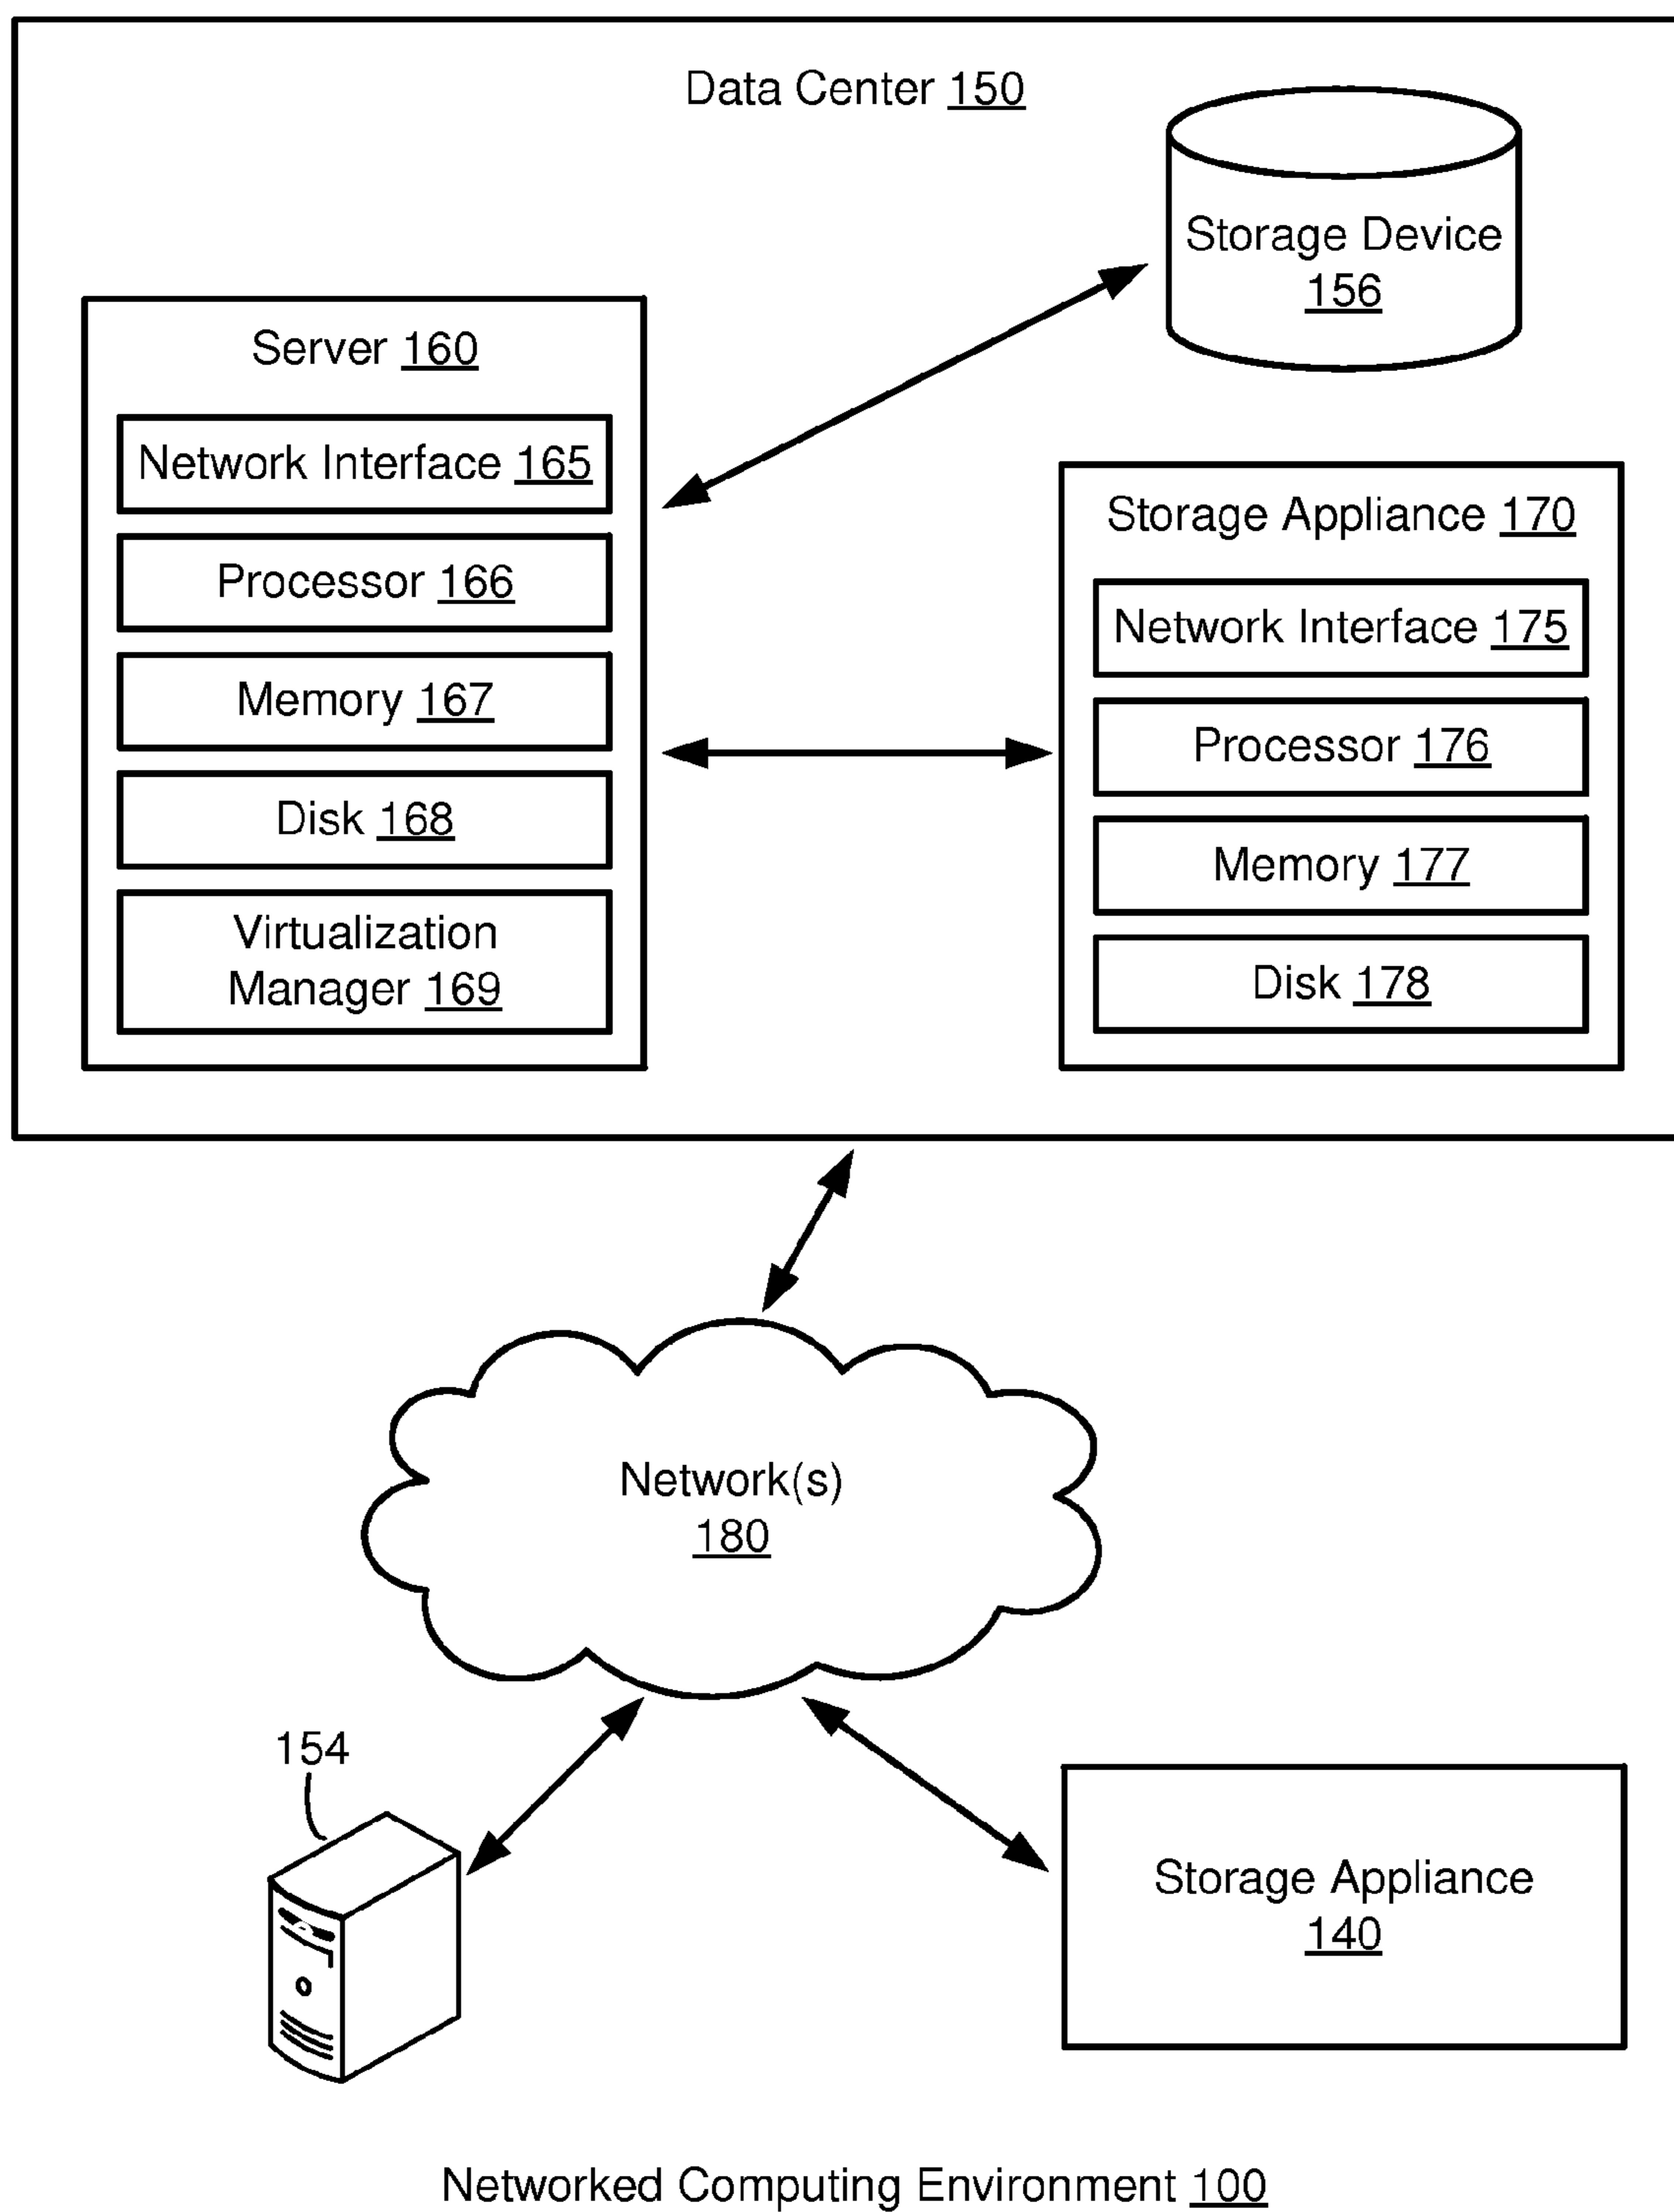 Data Center 150
Storage Device
156
Server 160
Network Interface 165
Processor 166
Memory 167
Disk 168
Virtualization
Manager 169
Storage Appliance 170
Network Interface 175
Processor 176
Memory 177
Disk 178
Network(s)
180
154
Storage Appliance
140
Networked Computing Environment 100